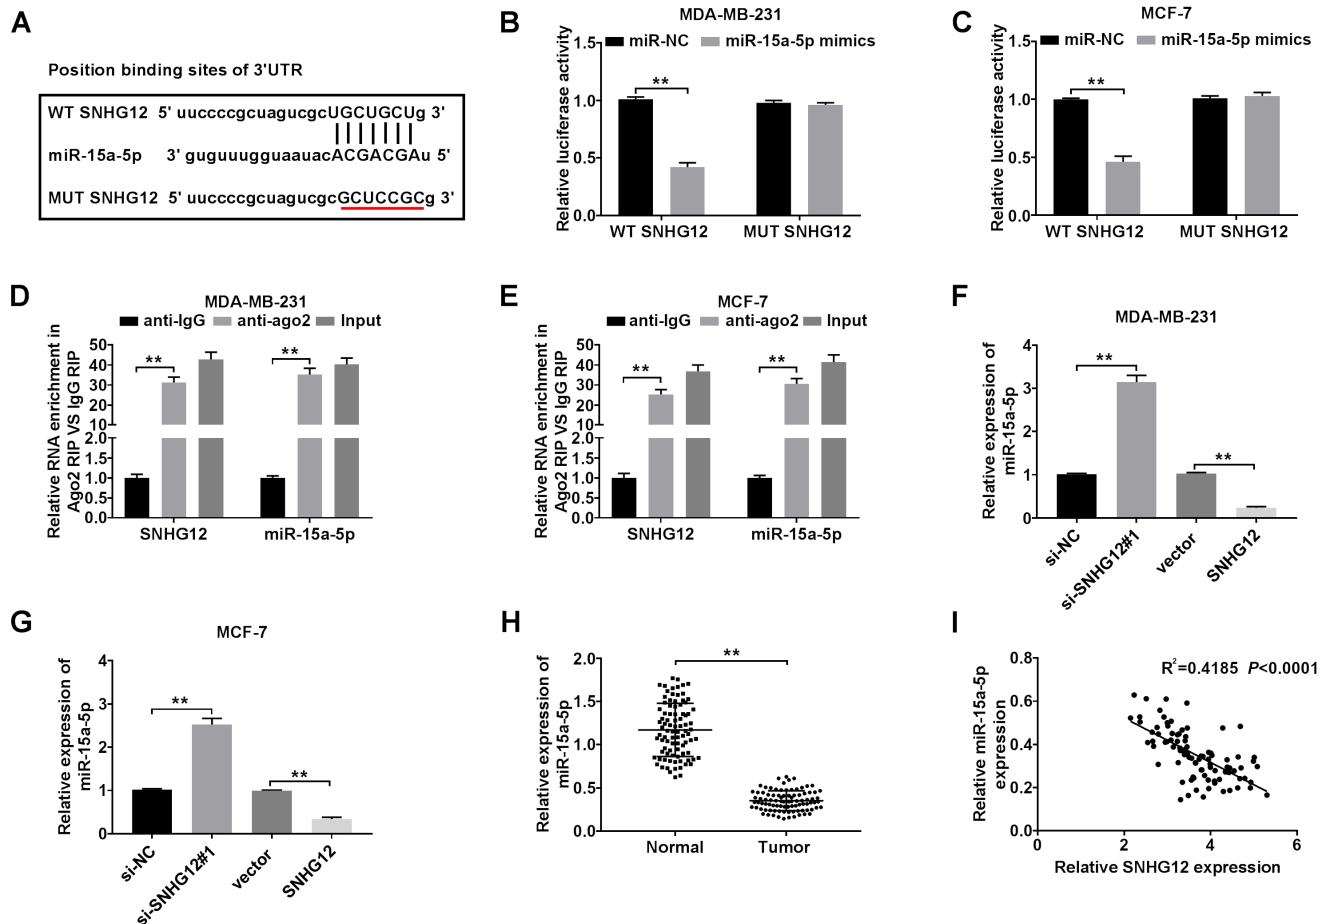 A
Position binding sites of 3'UTR
WT SNHG12 5' uuccccgcuagucgcUGCUGCUg 3'
miR-15a-5p 3' guguuugguaauacACGACGAu 5'
MUT SNHG12 5' uuccccgcuagucgcGCUCCGCg 3'
B
MDA-MB-231
miR-NC miR-15a-5p mimics
Relative luciferase activity
1.5
1.0
0.5
0.0
**
WT SNHG12 MUT SNHG12
C
MCF-7
miR-NC miR-15a-5p mimics
Relative luciferase activity
1.5
1.0
0.5
0.0
**
WT SNHG12 MUT SNHG12
D
MDA-MB-231
anti-IgG anti-ago2 Input
Relative RNA enrichment in
Ago2 RIP VS IgG RIP
50
40
30
20
10
2.0
1.5
1.0
0.5
0.0
** **
SNHG12 miR-15a-5p
E
MCF-7
anti-IgG anti-ago2 Input
Relative RNA enrichment in
Ago2 RIP VS IgG RIP
50
40
30
20
10
2.0
1.5
1.0
0.5
0.0
** **
SNHG12 miR-15a-5p
F
MDA-MB-231
Relative expression of
miR-15a-5p
4
3
2
1
0
** **
si-NC
si-SNHG12#1
vector
SNHG12
G
MCF-7
Relative expression of
miR-15a-5p
4
3
2
1
0
** **
si-NC
si-SNHG12#1
vector
SNHG12
H
Relative expression of
miR-15a-5p
2.0
1.5
1.0
0.5
0.0
**
Normal Tumor
I
Relative miR-15a-5p
expression
0.8
0.6
0.4
0.2
0.0
R²=0.4185 P<0.0001
0 2 4 6
Relative SNHG12 expression